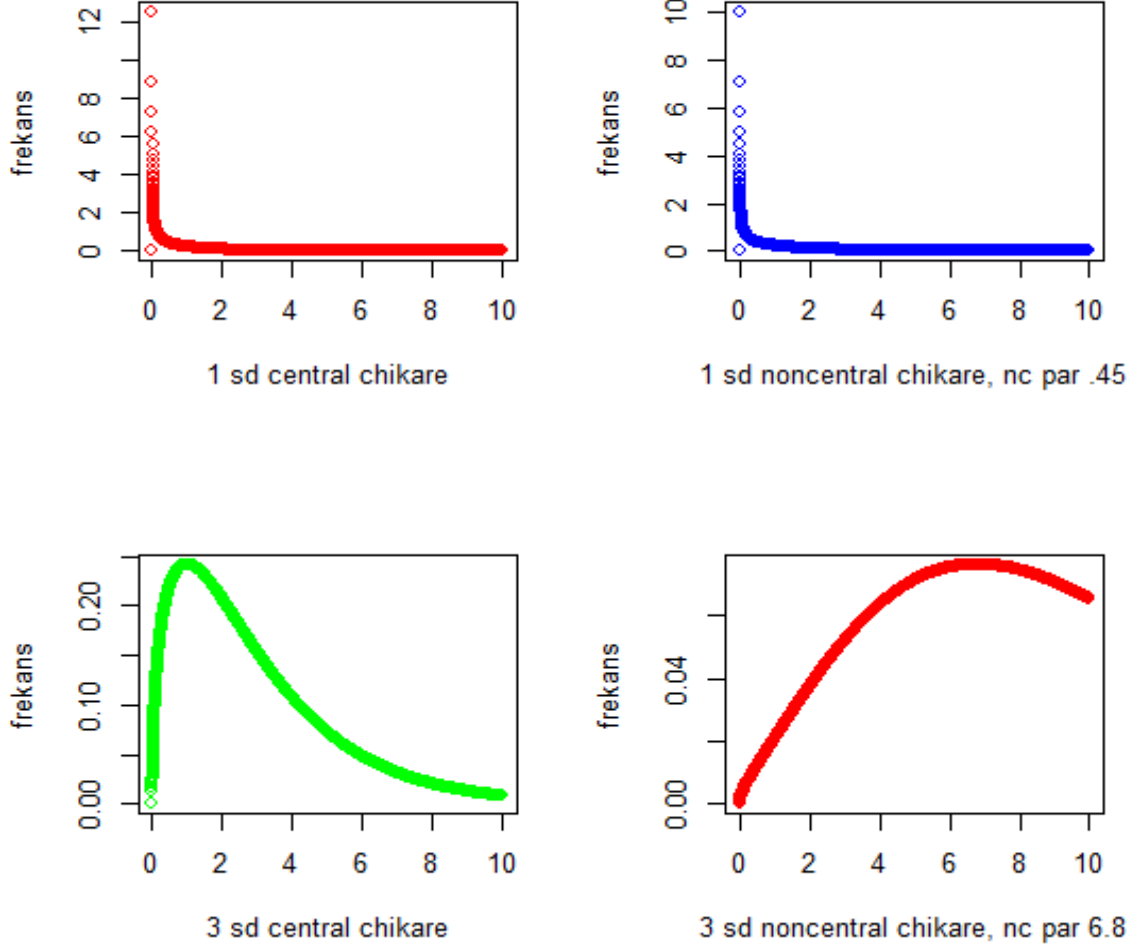 12
8
6
4
2
0
frekans
0 2 4 6 8 10
1 sd central chikare
10
8
6
4
2
0
frekans
0 2 4 6 8 10
1 sd noncentral chikare, nc par .45
0.20
0.10
0.00
frekans
0 2 4 6 8 10
3 sd central chikare
0.04
0.00
frekans
0 2 4 6 8 10
3 sd noncentral chikare, nc par 6.8